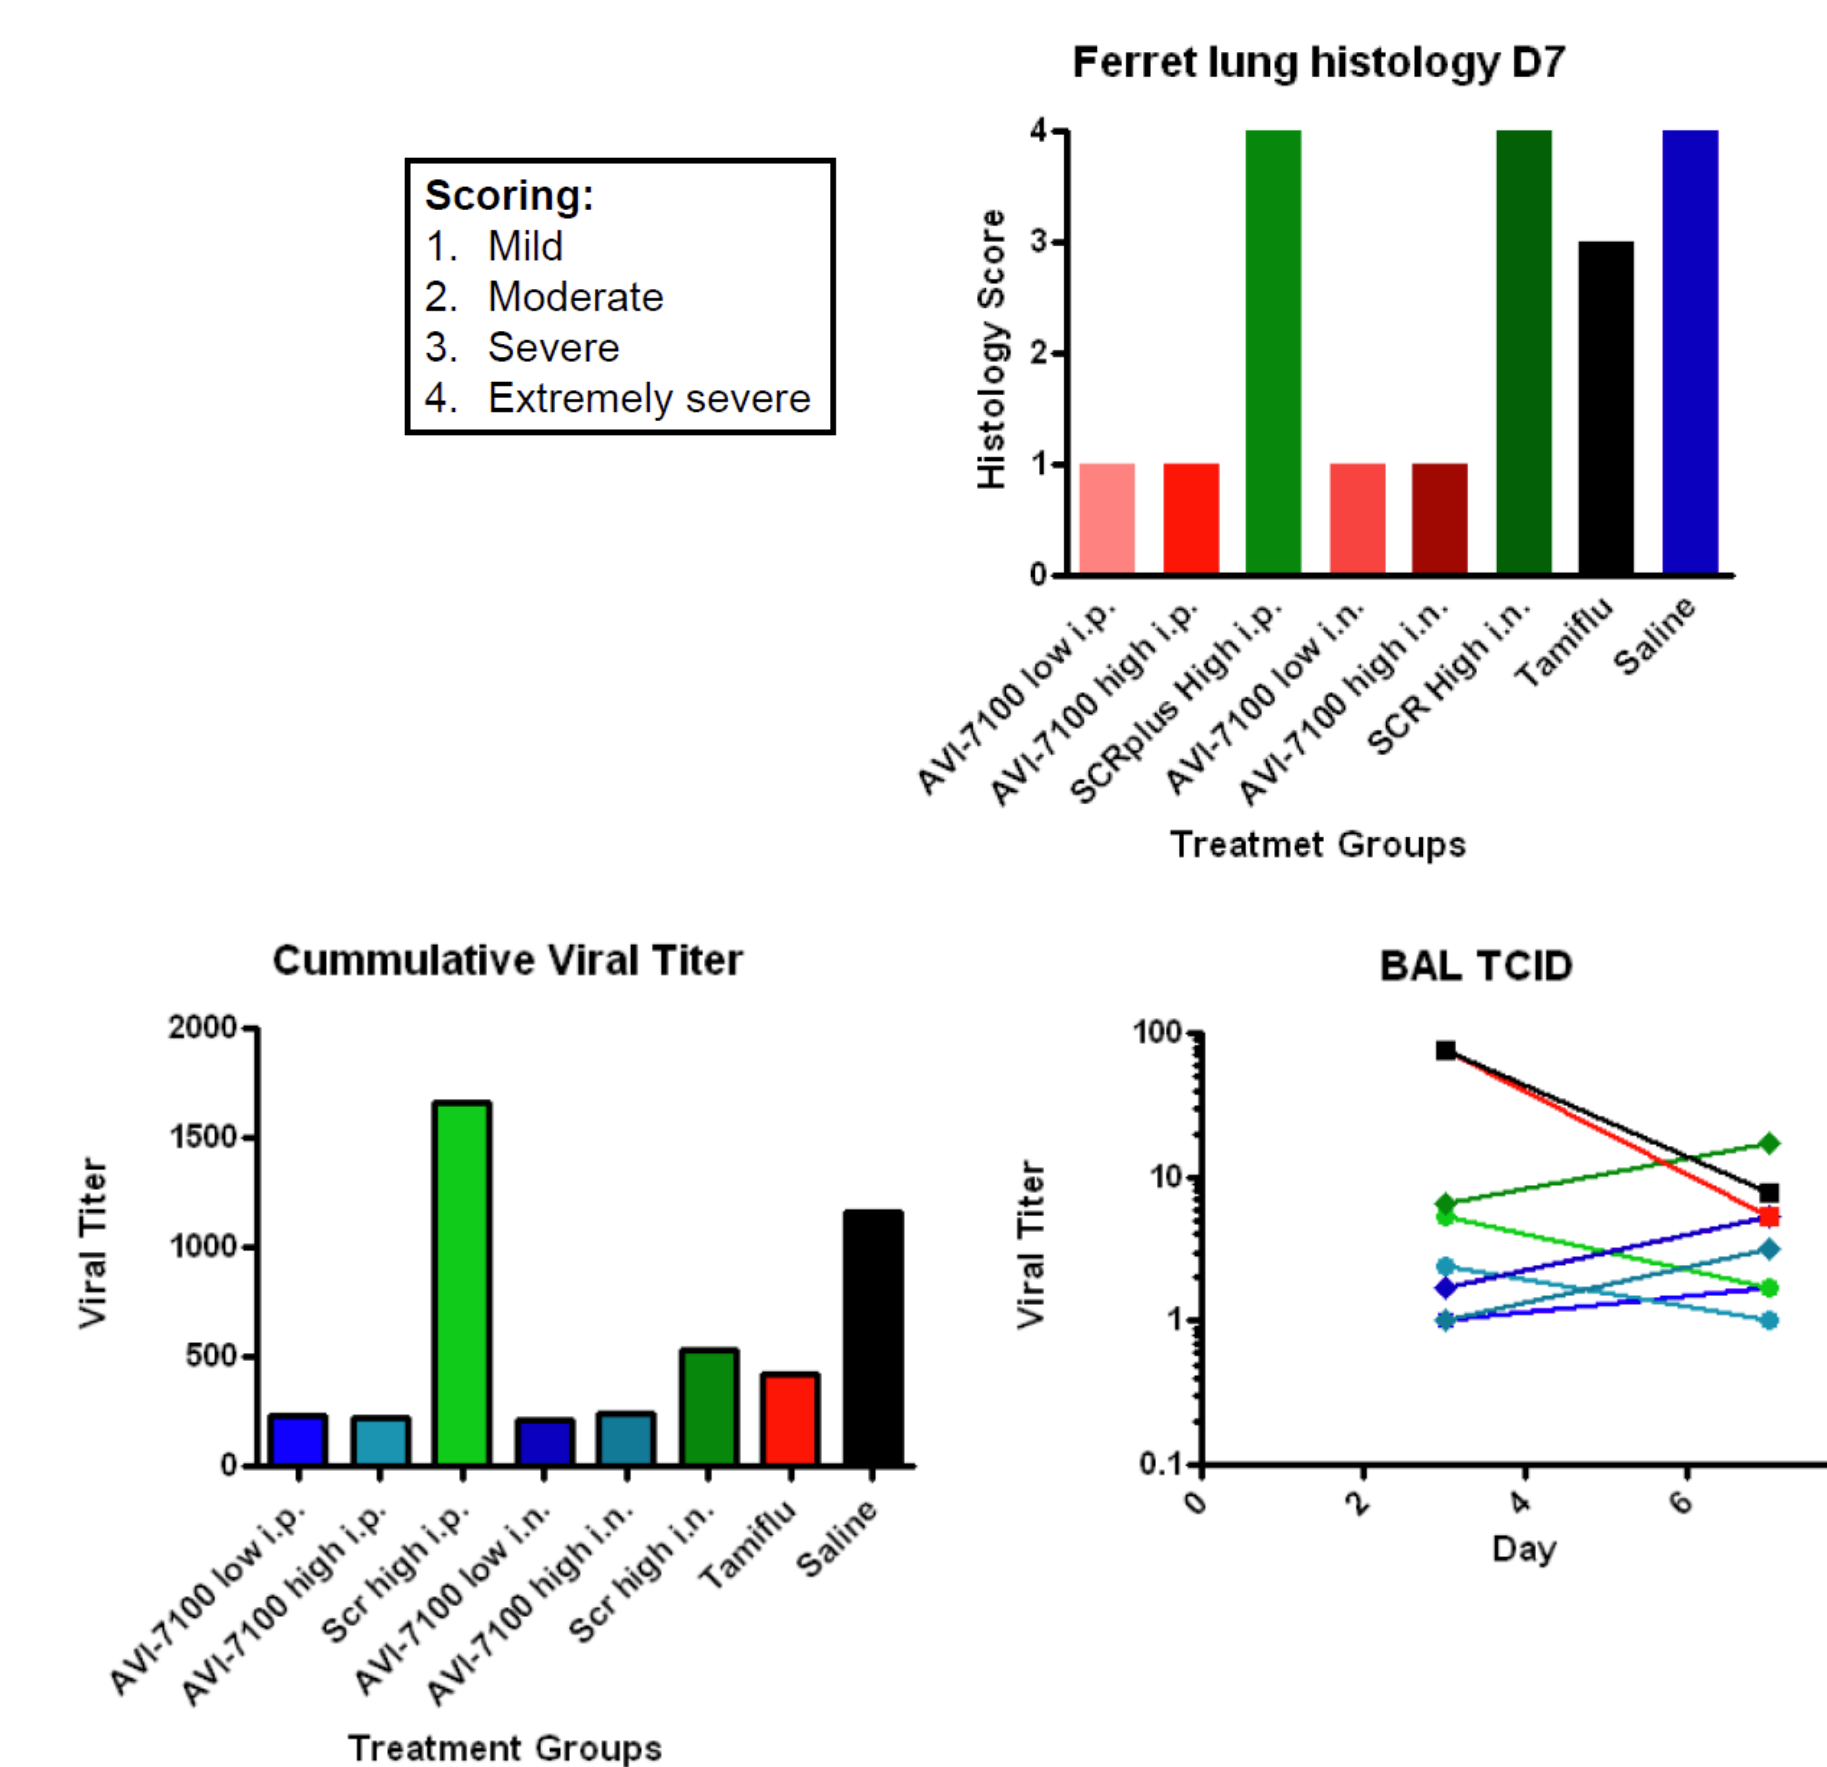 Ferret lung histology D7
Scoring:
1. Mild
2. Moderate
3. Severe
4. Extremely severe
Histology Score
4
3
2
1
0
AVI-7100 low i.p.
AVI-7100 high i.p.
SCRplus High i.p.
AVI-7100 low i.n.
AVI-7100 high i.n.
SCR High i.n.
Tamiflu
Saline
Treatmet Groups
Cummulative Viral Titer
Viral Titer
2000
1500
1000
500
0
AVI-7100 low i.p.
AVI-7100 high i.p.
Scr high i.p.
AVI-7100 low i.n.
AVI-7100 high i.n.
Scr high i.n.
Tamiflu
Saline
Treatment Groups
BAL TCID
Viral Titer
100
10
1
0.1
0
2
4
6
Day